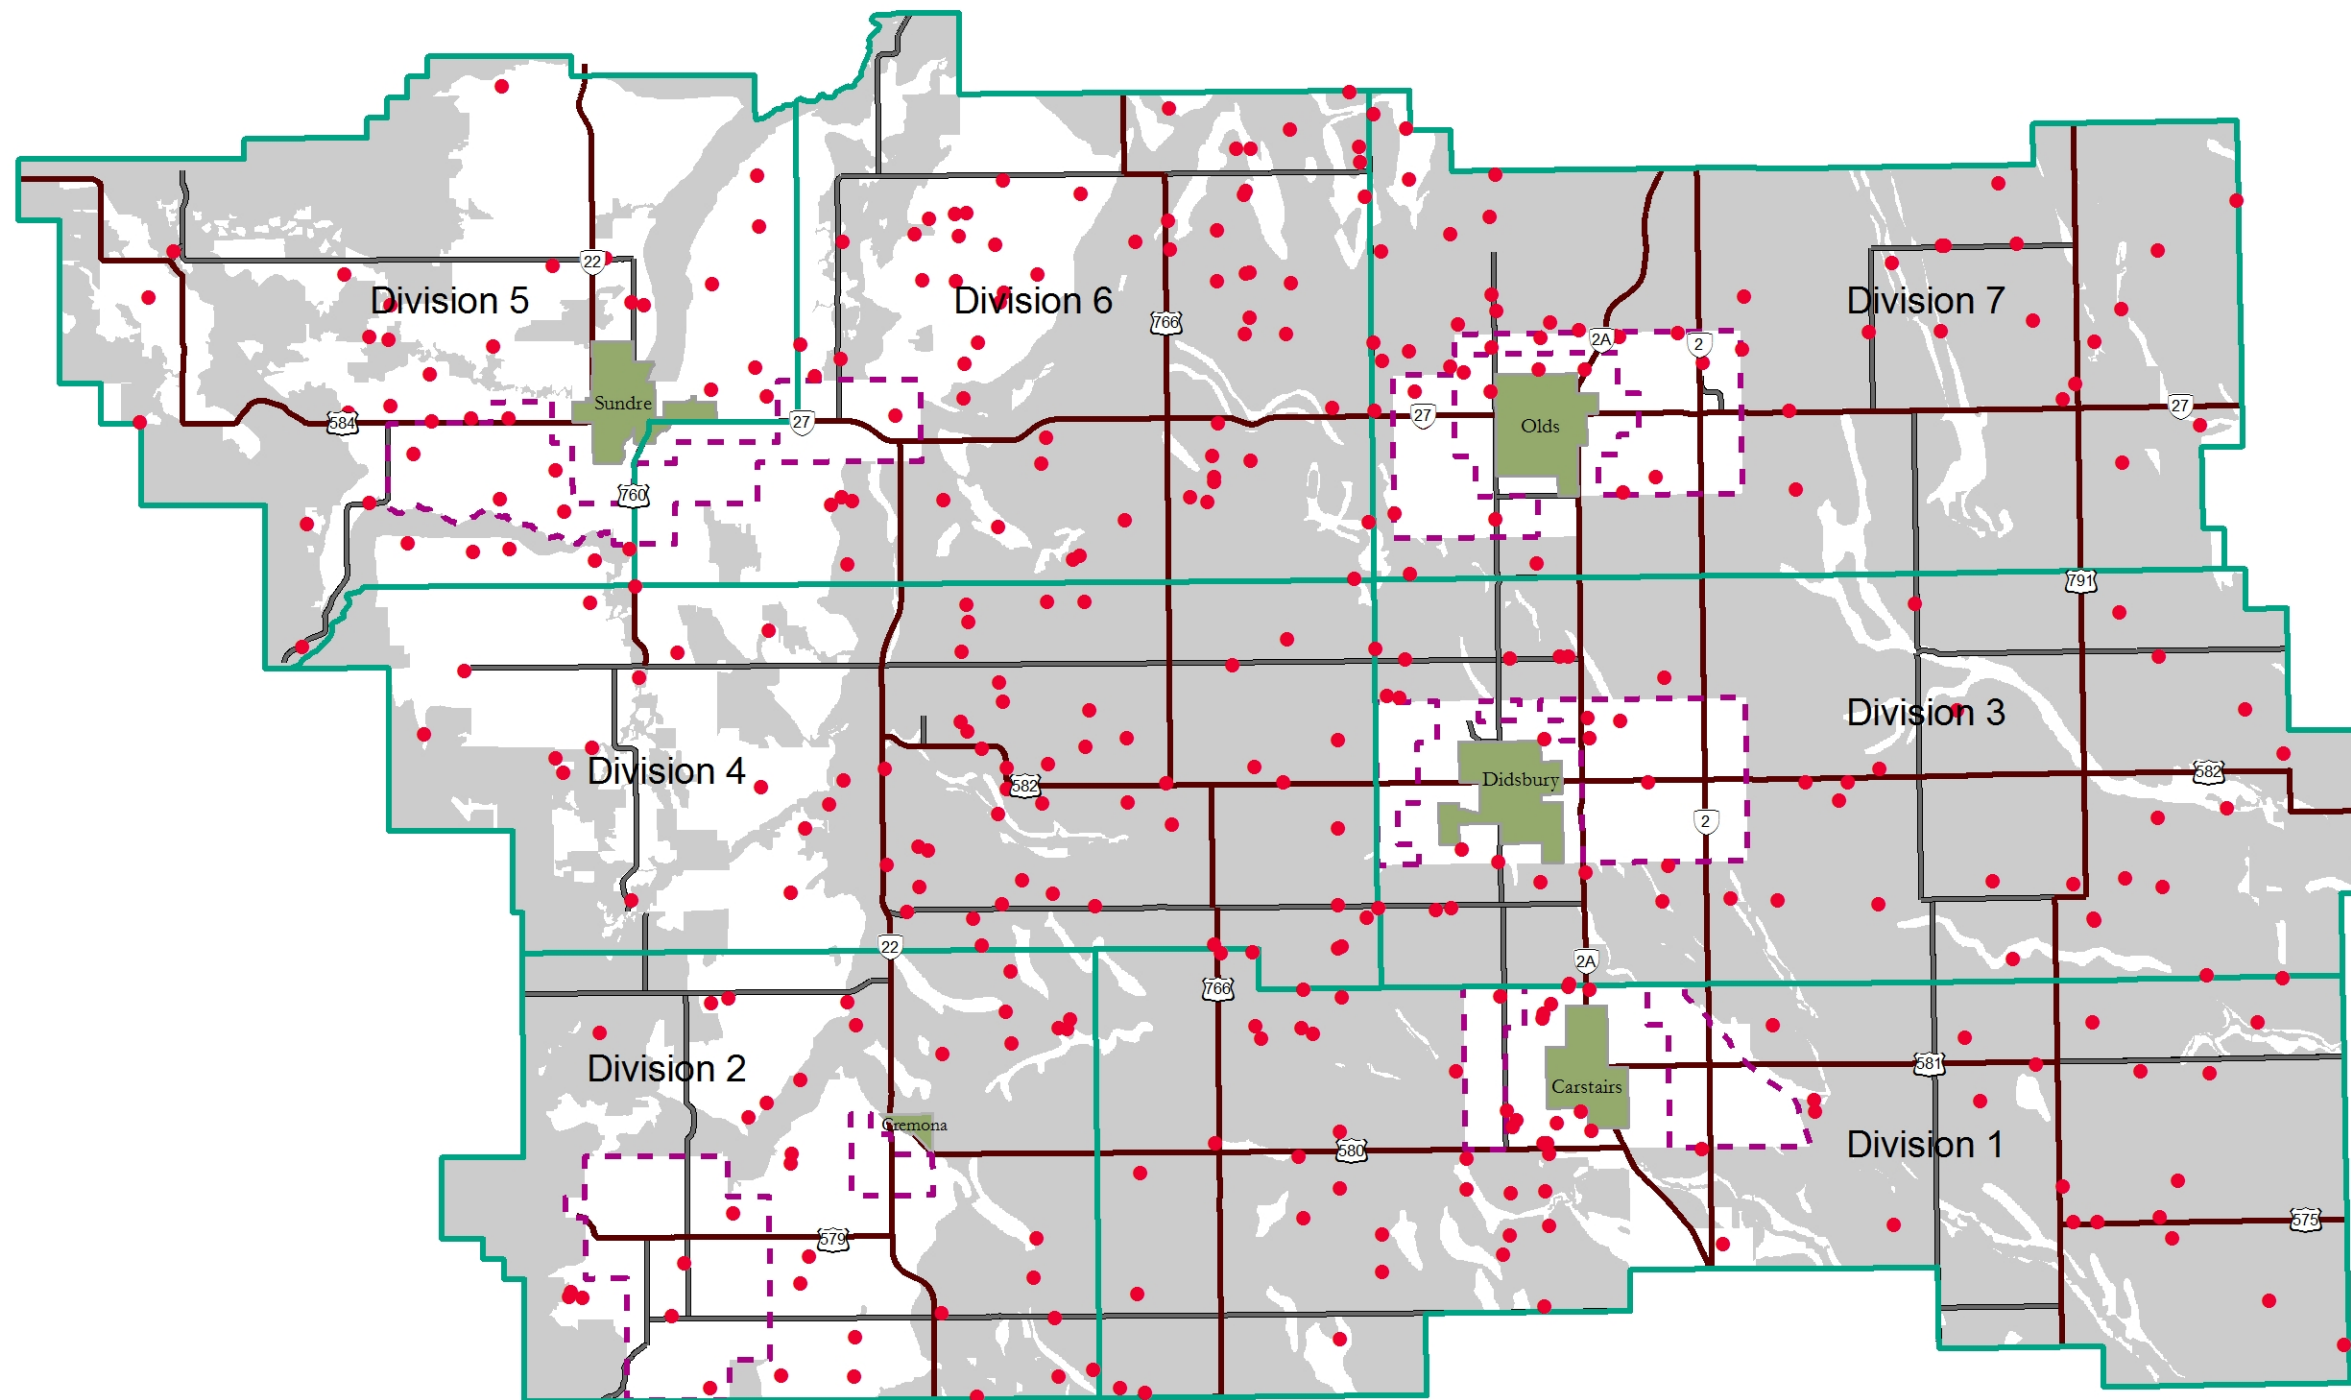 22
Division 5
Division 6
Division 7
766
2A
2
Sundre
584
27
27
27
Olds
760
791
Division 3
Division 4
582
Didsbury
582
2
22
2A
766
Division 2
581
Carstairs
Cremona
580
Division 1
579
575